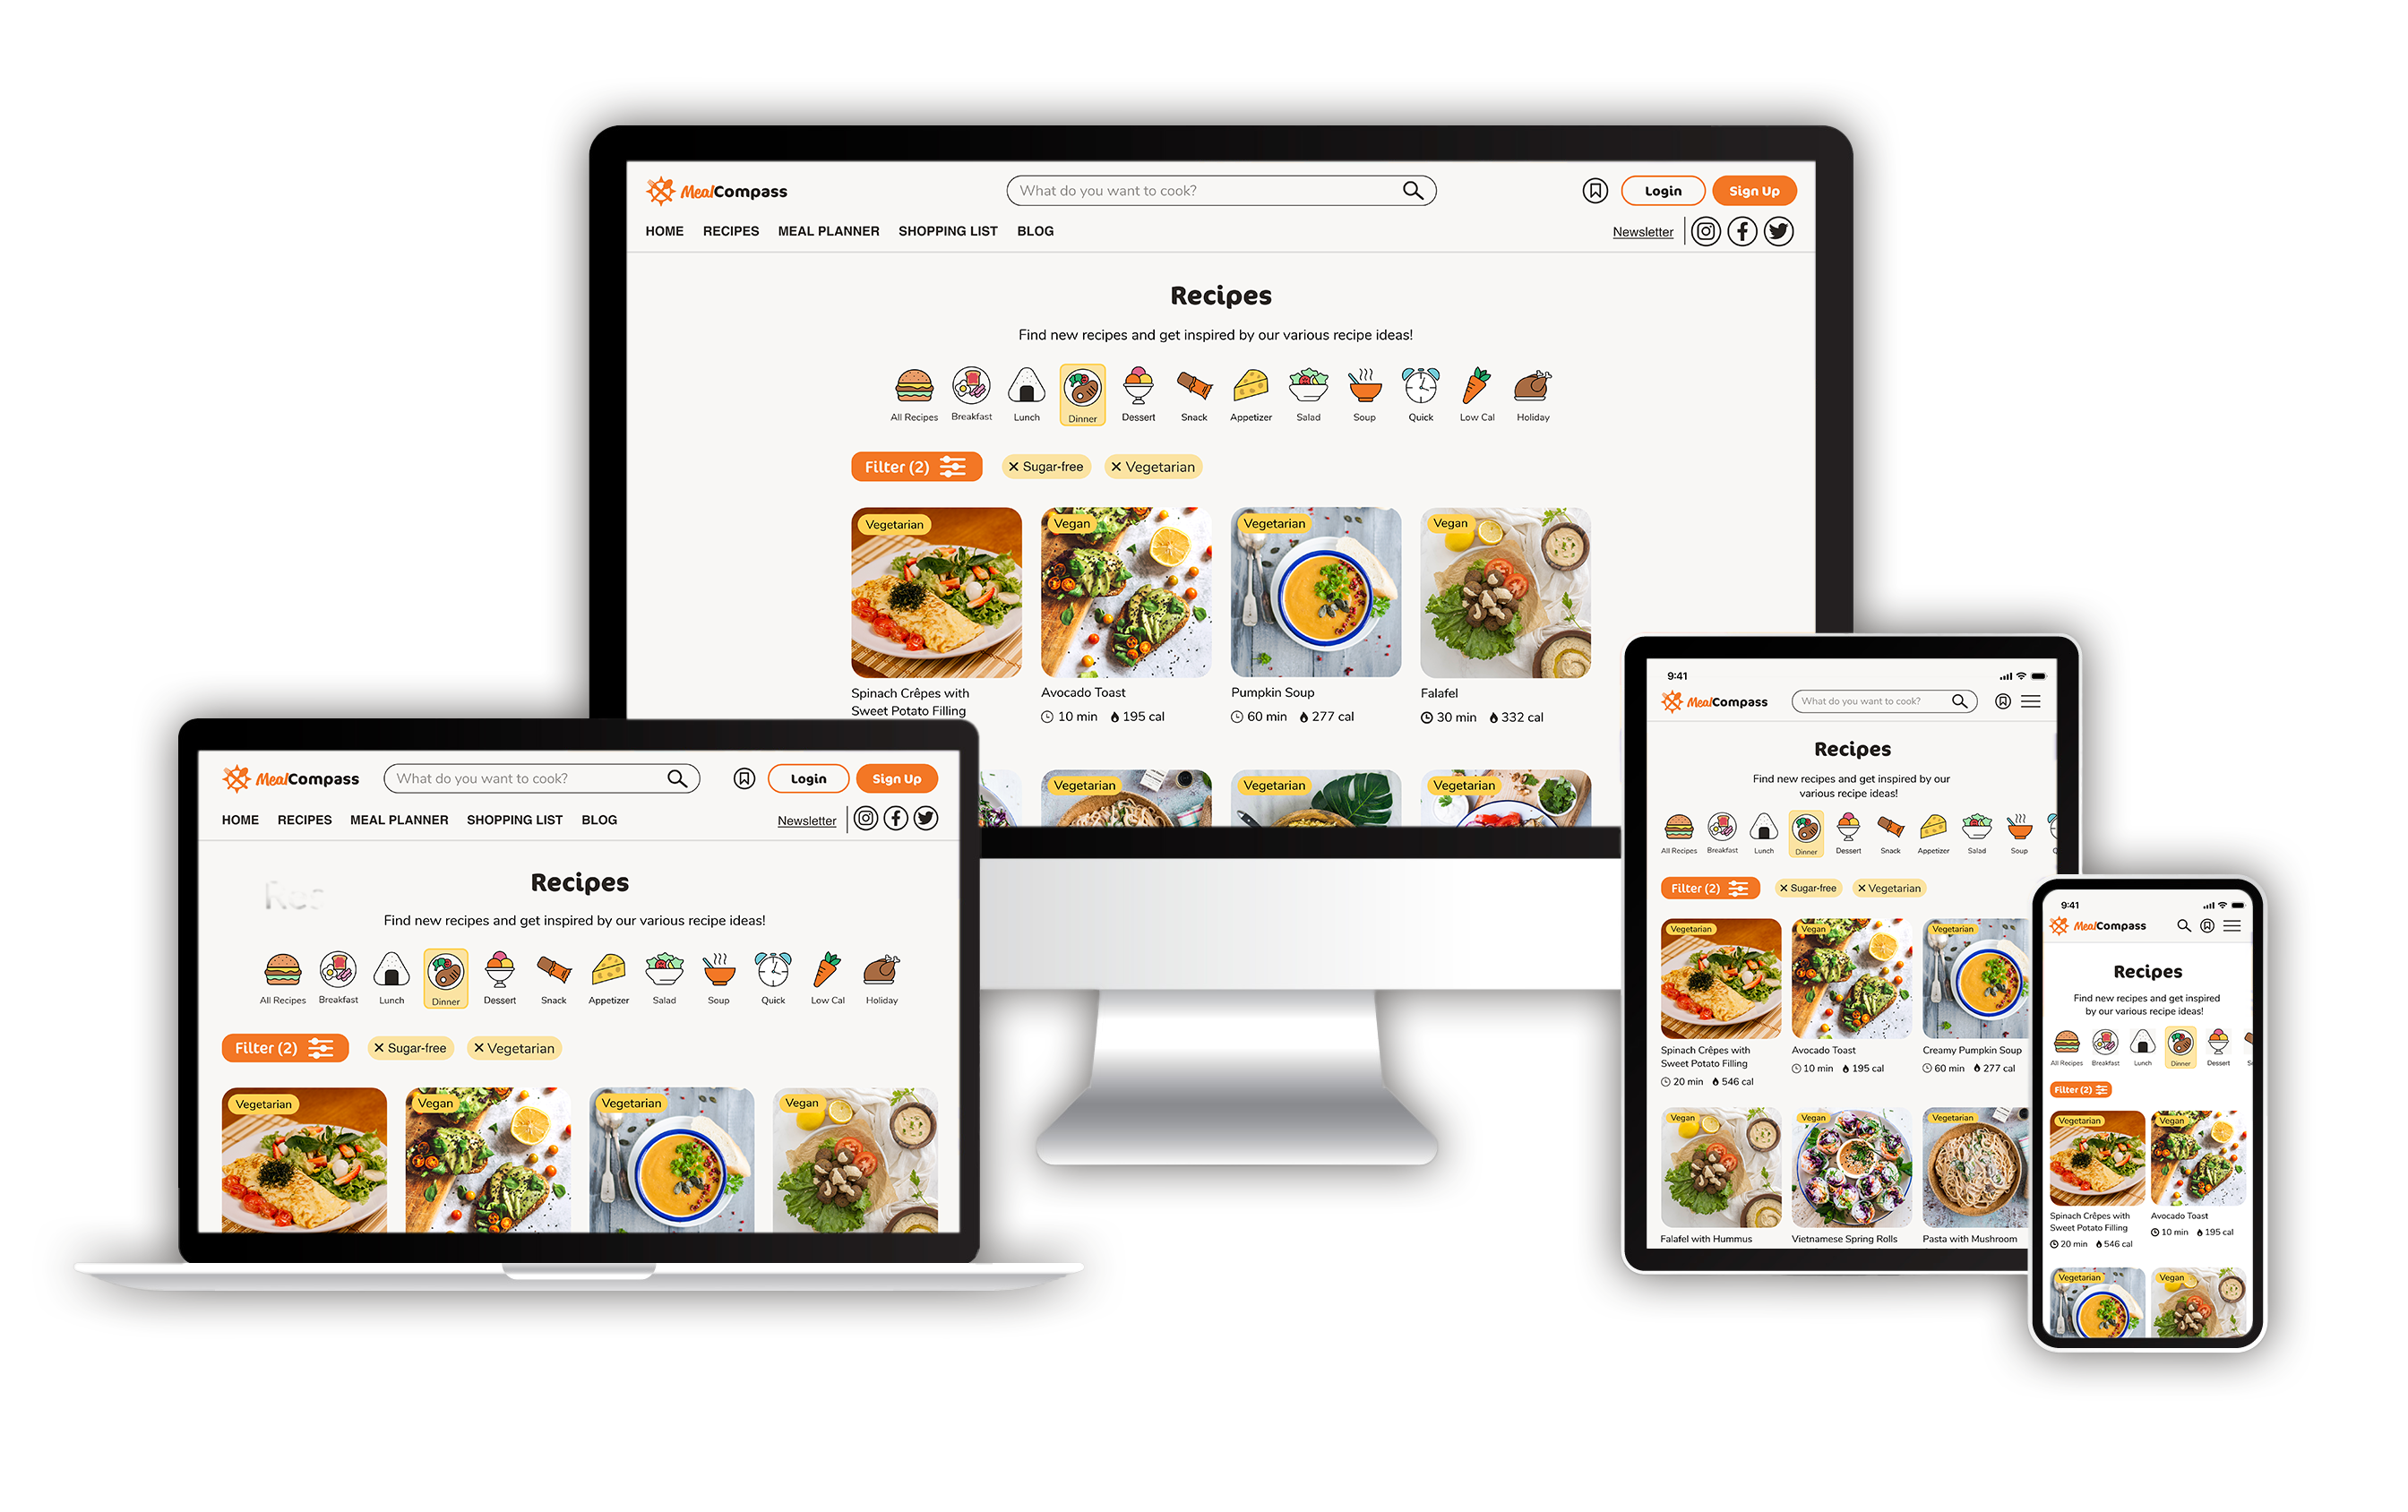 MealCompass
What do you want to cook?
Login
Sign Up
HOME RECIPES MEAL PLANNER SHOPPING LIST BLOG
Newsletter
Recipes
Find new recipes and get inspired by our various recipe ideas!
All Recipes Breakfast Lunch Dinner Dessert Snack Appetizer Salad Soup Quick Low Cal Holiday
Filter (2) × Sugar-free × Vegetarian
Vegetarian Vegan Vegetarian Vegan
Spinach Crêpes with
Sweet Potato Filling
Avocado Toast
10 min 195 cal
Pumpkin Soup
60 min 277 cal
Falafel
30 min 332 cal
Vegetarian Vegetarian Vegetarian
MealCompass
What do you want to cook?
Login
Sign Up
HOME RECIPES MEAL PLANNER SHOPPING LIST BLOG
Newsletter
Recipes
Find new recipes and get inspired by our various recipe ideas!
All Recipes Breakfast Lunch Dinner Dessert Snack Appetizer Salad Soup Quick Low Cal Holiday
Filter (2) × Sugar-free × Vegetarian
Vegetarian Vegan Vegetarian Vegan
9:41
MealCompass
What do you want to cook?
Recipes
Find new recipes and get inspired by our
various recipe ideas!
All Recipes Breakfast Lunch Dinner Dessert Snack Appetizer Salad Soup
Filter (2) × Sugar-free × Vegetarian
Vegetarian Vegan Vegetarian
Spinach Crêpes with
Sweet Potato Filling
20 min 546 cal
Avocado Toast
10 min 195 cal
Creamy Pumpkin Soup
60 min 277 cal
Vegan Vegan Vegetarian
Falafel with Hummus Vietnamese Spring Rolls Pasta with Mushroom
9:41
MealCompass
Recipes
Find new recipes and get inspired
by our various recipe ideas!
All Recipes Breakfast Lunch Dinner Dessert
Filter (2)
Vegetarian Vegan
Spinach Crêpes with
Sweet Potato Filling
20 min 546 cal
Avocado Toast
10 min 195 cal
Vegetarian Vegan